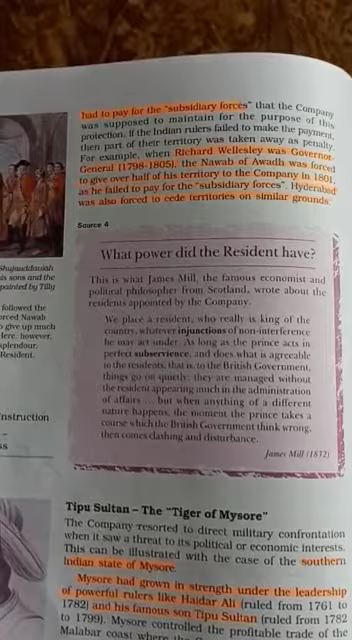 had to pay for the "subsidiary forces" that the Company
was supposed to maintain for the purpose of this
protection. If the Indian rulers failed to make the payment,
then part of their territory was taken away as penalty.
For example, when Richard Wellesley was Governor-
General (1798-1805), the Nawab of Awadh was forced
to give over half of his territory to the Company in 1801,
as he failed to pay for the "subsidiary forces". Hyderabad
was also forced to cede territories on similar grounds.
Shujauddaulah
is sons and the
painted by Tilly
followed the
orced Nawab
o give up much
fere, however,
splendour.
Resident.
nstruction
–
ss
Source 4
What power did the Resident have?
This is what James Mill, the famous economist and
political philosopher from Scotland, wrote about the
residents appointed by the Company.
We place a resident, who really is king of the
country, whatever injunctions of non-interference
he may act under. As long as the prince acts in
perfect subservience, and does what is agreeable
to the residents, that is, to the British Government,
things go on quietly; they are managed without
the resident appearing much in the administration
of affairs ... but when anything of a different
nature happens, the moment the prince takes a
course which the British Government think wrong,
then comes clashing and disturbance.
James Mill (1832)
Tipu Sultan – The "Tiger of Mysore"
The Company resorted to direct military confrontation
when it saw a threat to its political or economic interests.
This can be illustrated with the case of the southern
Indian state of Mysore.
Mysore had grown in strength under the leadership
of powerful rulers like Haidar Ali (ruled from 1761 to
1782) and his famous son Tipu Sultan (ruled from 1782
to 1799). Mysore controlled the profitable trade of the
Malabar coast where the